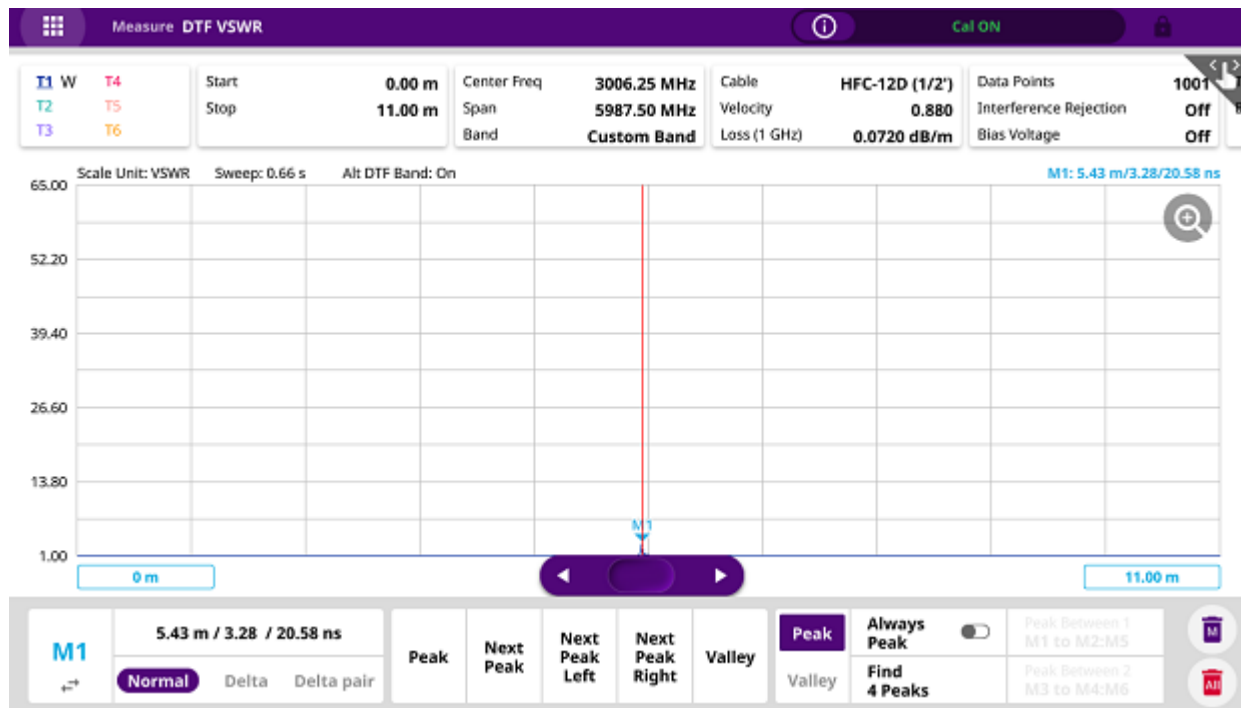 Measure DTF VSWR
Cal ON
T1 W T4
T2 T5
T3 T6
Start 0.00 m
Stop 11.00 m
Center Freq 3006.25 MHz
Span 5987.50 MHz
Band Custom Band
Cable HFC-12D (1/2')
Velocity 0.880
Loss (1 GHz) 0.0720 dB/m
Data Points 1001
Interference Rejection Off
Bias Voltage Off
Scale Unit: VSWR Sweep: 0.66 s Alt DTF Band: On
M1: 5.43 m/3.28/20.58 ns
65.00
52.20
39.40
26.60
13.80
M1
1.00
0 m
11.00 m
M1
5.43 m / 3.28 / 20.58 ns
Normal Delta Delta pair
Peak
Next
Peak
Next
Peak
Left
Next
Peak
Right
Valley
Peak
Valley
Always
Peak
Find
4 Peaks
Peak Between 1
M1 to M2:M5
Peak Between 2
M3 to M4:M6
M
All